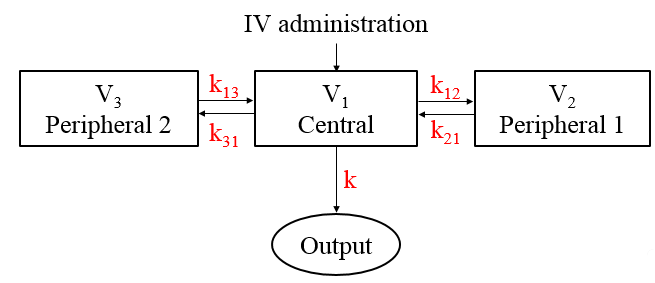 IV administration
V3
Peripheral 2
k13
k31
V1
Central
k12
k21
V2
Peripheral 1
k
Output